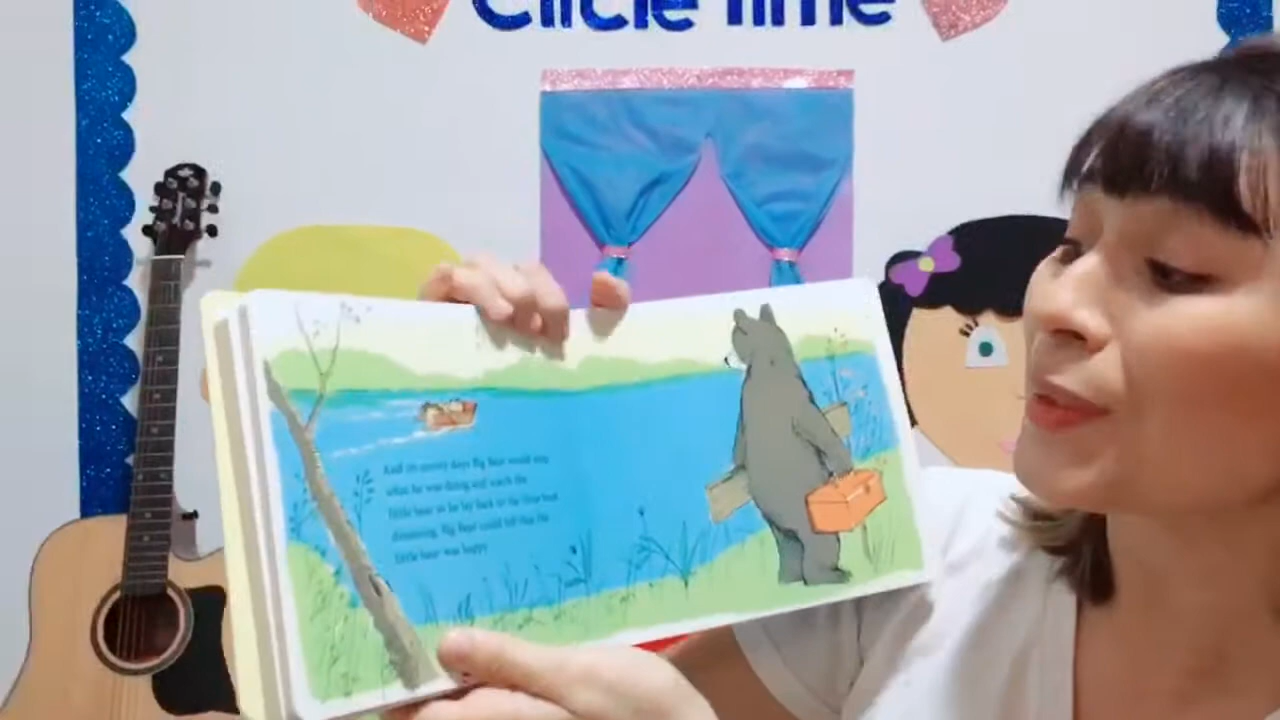 Circle Time
And on sunny days Big Bear would stop
what he was doing and watch the
little bear as he lay back in the blue boat
dreaming. Big Bear could tell that the
little bear was happy